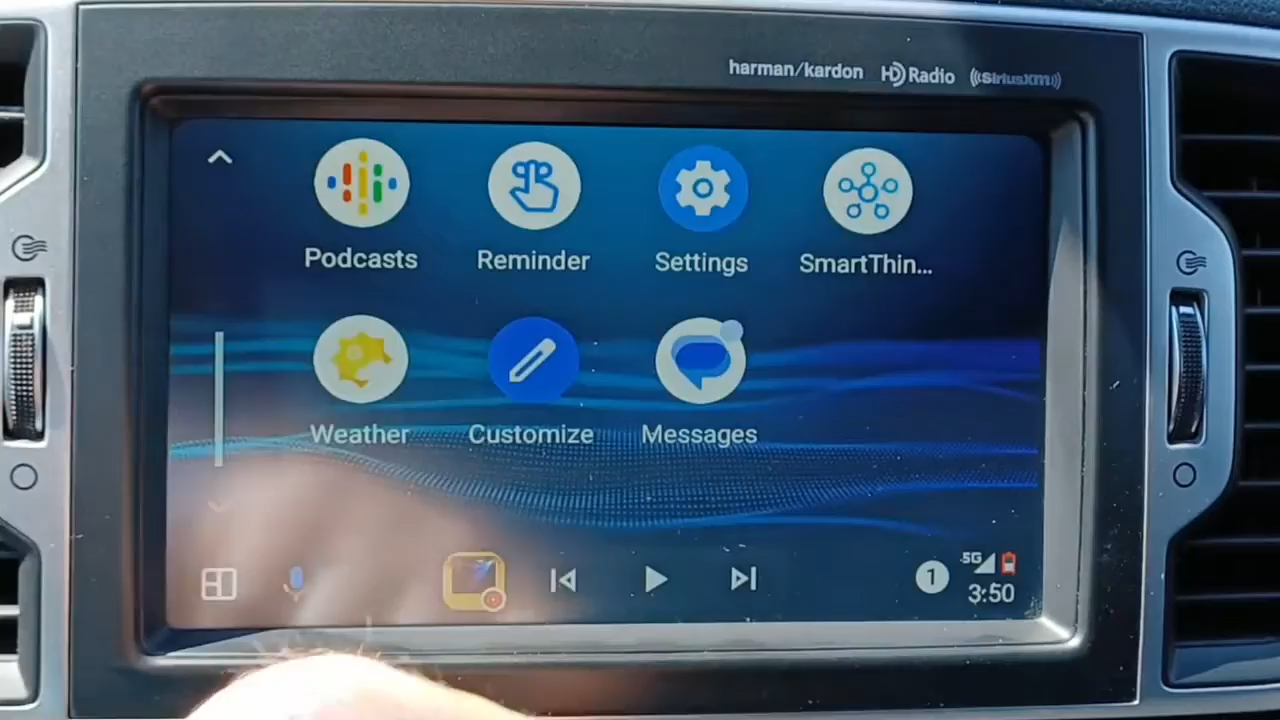 harman/kardon HD Radio ((SiriusXM))
Podcasts Reminder Settings SmartThin...
Weather Customize Messages
1 5G
3:50